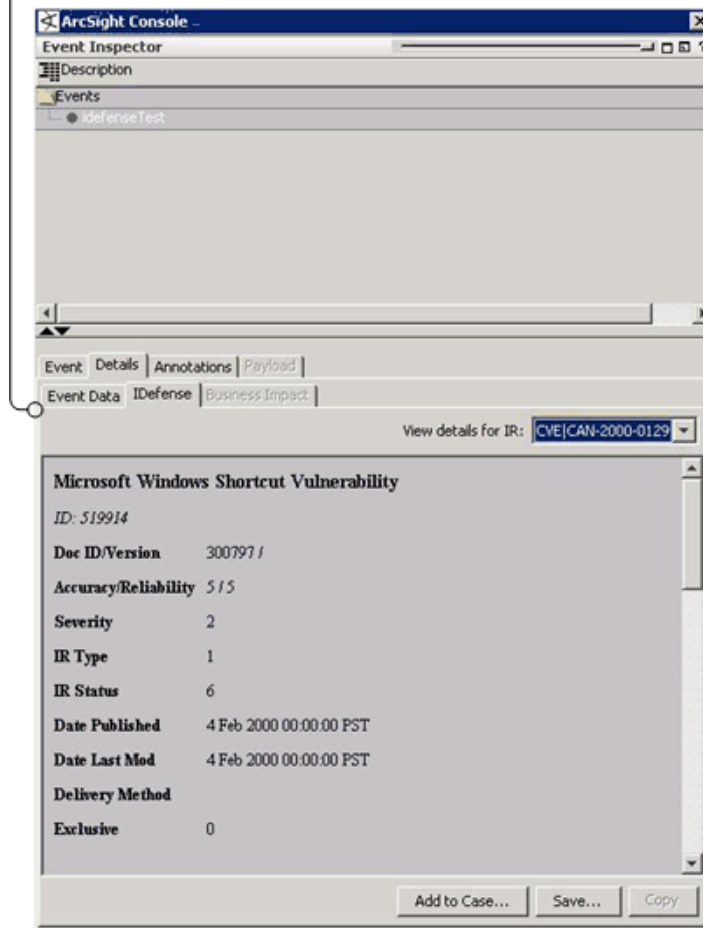 ArcSight Console -
Event Inspector
Description
Events
idefenseTest
Event Details Annotations Payload
Event Data IDefense Business Impact
View details for IR: CVE|CAN-2000-0129
Microsoft Windows Shortcut Vulnerability
ID: 519914
Doc ID/Version 300797 /
Accuracy/Reliability 5 / 5
Severity 2
IR Type 1
IR Status 6
Date Published 4 Feb 2000 00:00:00 PST
Date Last Mod 4 Feb 2000 00:00:00 PST
Delivery Method
Exclusive 0
Add to Case... Save... Copy